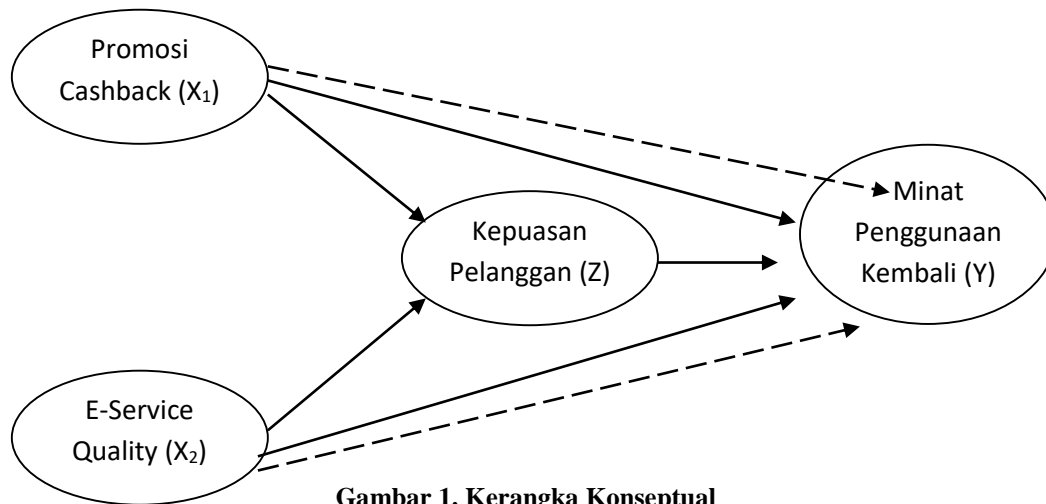 Promosi
Cashback (X₁)
Kepuasan
Pelanggan (Z)
Minat
Penggunaan
Kembali (Y)
E-Service
Quality (X₂)
Gambar 1. Kerangka Konseptual